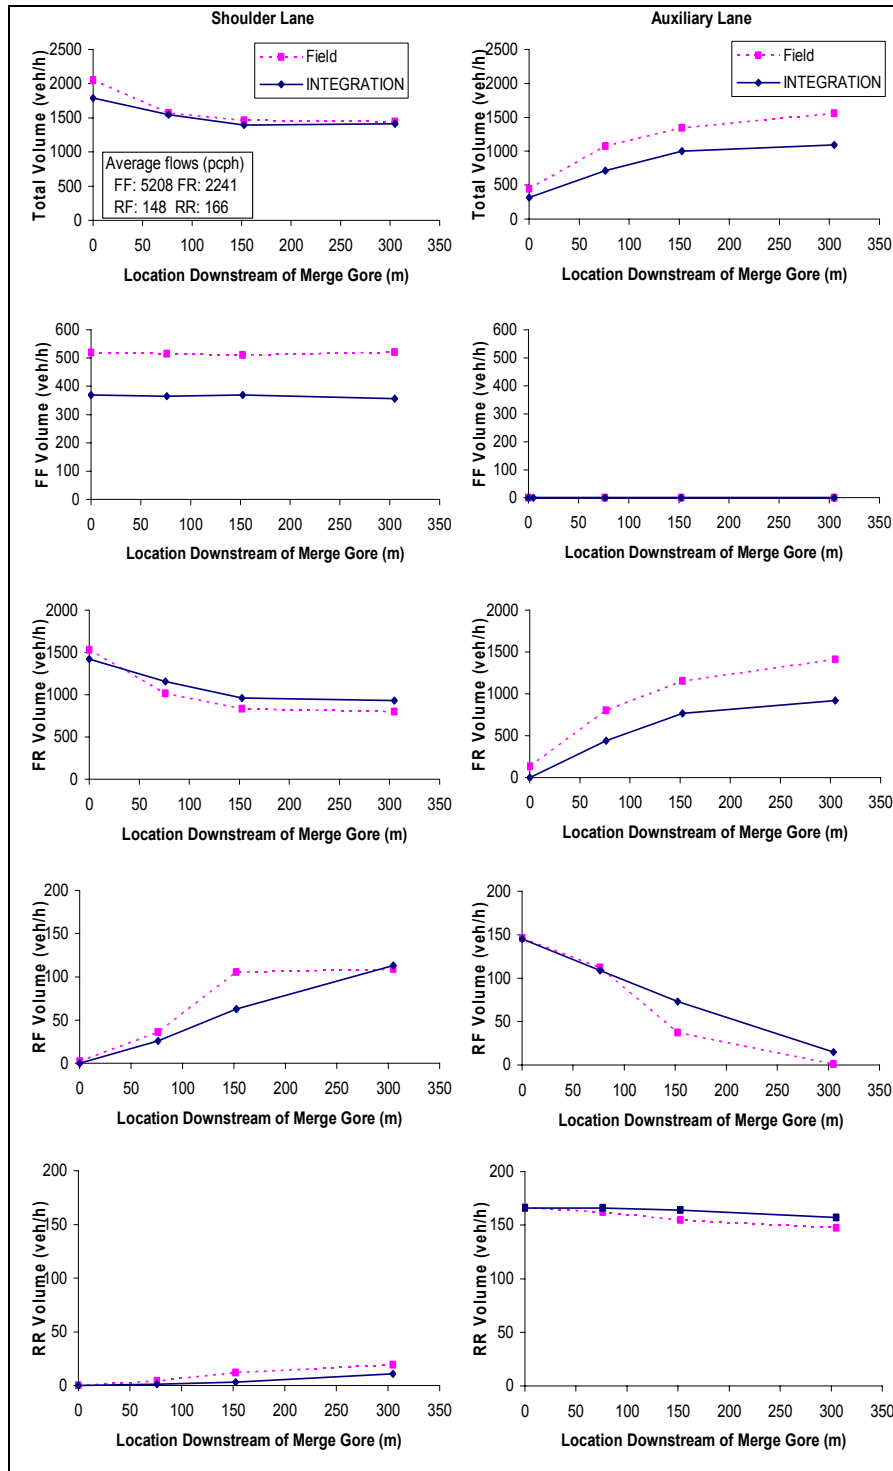 Shoulder Lane
Auxiliary Lane
Total Volume (veh/h)
2500
2000
1500
1000
500
0
Field
INTEGRATION
Average flows (pcph)
FF: 5208 FR: 2241
RF: 148 RR: 166
0 50 100 150 200 250 300 350
Location Downstream of Merge Gore (m)
Total Volume (veh/h)
2500
2000
1500
1000
500
0
Field
INTEGRATION
0 50 100 150 200 250 300 350
Location Downstream of Merge Gore (m)
FF Volume (veh/h)
600
500
400
300
200
100
0
0 50 100 150 200 250 300 350
Location Downstream of Merge Gore (m)
FF Volume (veh/h)
600
500
400
300
200
100
0
0 50 100 150 200 250 300 350
Location Downstream of Merge Gore (m)
FR Volume (veh/h)
2000
1500
1000
500
0
0 50 100 150 200 250 300 350
Location Downstream of Merge Gore (m)
FR Volume (veh/h)
2000
1500
1000
500
0
0 50 100 150 200 250 300 350
Location Downstream of Merge Gore (m)
RF Volume (veh/h)
200
150
100
50
0
0 50 100 150 200 250 300 350
Location Downstream of Merge Gore (m)
RF Volume (veh/h)
200
150
100
50
0
0 50 100 150 200 250 300 350
Location Downstream of Merge Gore (m)
RR Volume (veh/h)
200
150
100
50
0
0 50 100 150 200 250 300 350
Location Downstream of Merge Gore (m)
RR Volume (veh/h)
200
150
100
50
0
0 50 100 150 200 250 300 350
Location Downstream of Merge Gore (m)